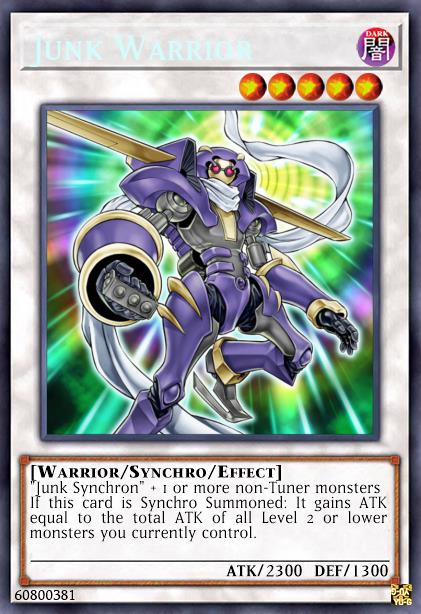 Junk Warrior
DARK
闇
[Warrior/Synchro/Effect]
"Junk Synchron" + 1 or more non-Tuner monsters
If this card is Synchro Summoned: It gains ATK
equal to the total ATK of all Level 2 or lower
monsters you currently control.
ATK/2300 DEF/1300
60800381